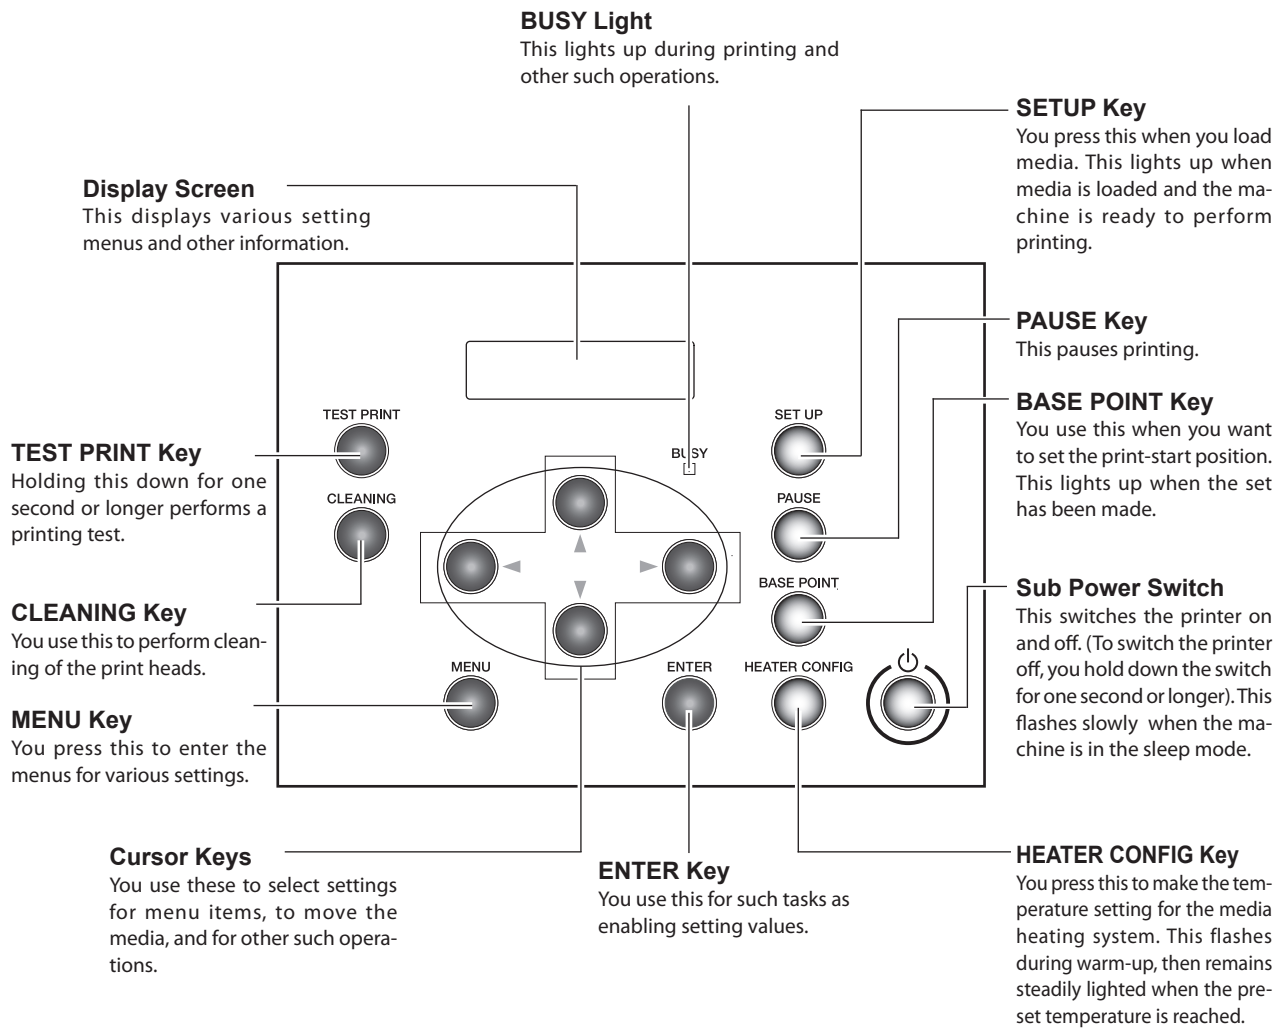 BUSY Light
This lights up during printing and
other such operations.
SETUP Key
You press this when you load
media. This lights up when
media is loaded and the ma-
chine is ready to perform
printing.
Display Screen
This displays various setting
menus and other information.
PAUSE Key
This pauses printing.
BASE POINT Key
You use this when you want
to set the print-start position.
This lights up when the set
has been made.
TEST PRINT Key
Holding this down for one
second or longer performs a
printing test.
CLEANING Key
You use this to perform clean-
ing of the print heads.
MENU Key
You press this to enter the
menus for various settings.
TEST PRINT
CLEANING
MENU
BUSY
ENTER
SET UP
PAUSE
BASE POINT
HEATER CONFIG
Sub Power Switch
This switches the printer on
and off. (To switch the printer
off, you hold down the switch
for one second or longer). This
flashes slowly when the ma-
chine is in the sleep mode.
Cursor Keys
You use these to select settings
for menu items, to move the
media, and for other such opera-
tions.
ENTER Key
You use this for such tasks as
enabling setting values.
HEATER CONFIG Key
You press this to make the tem-
perature setting for the media
heating system. This flashes
during warm-up, then remains
steadily lighted when the pre-
set temperature is reached.